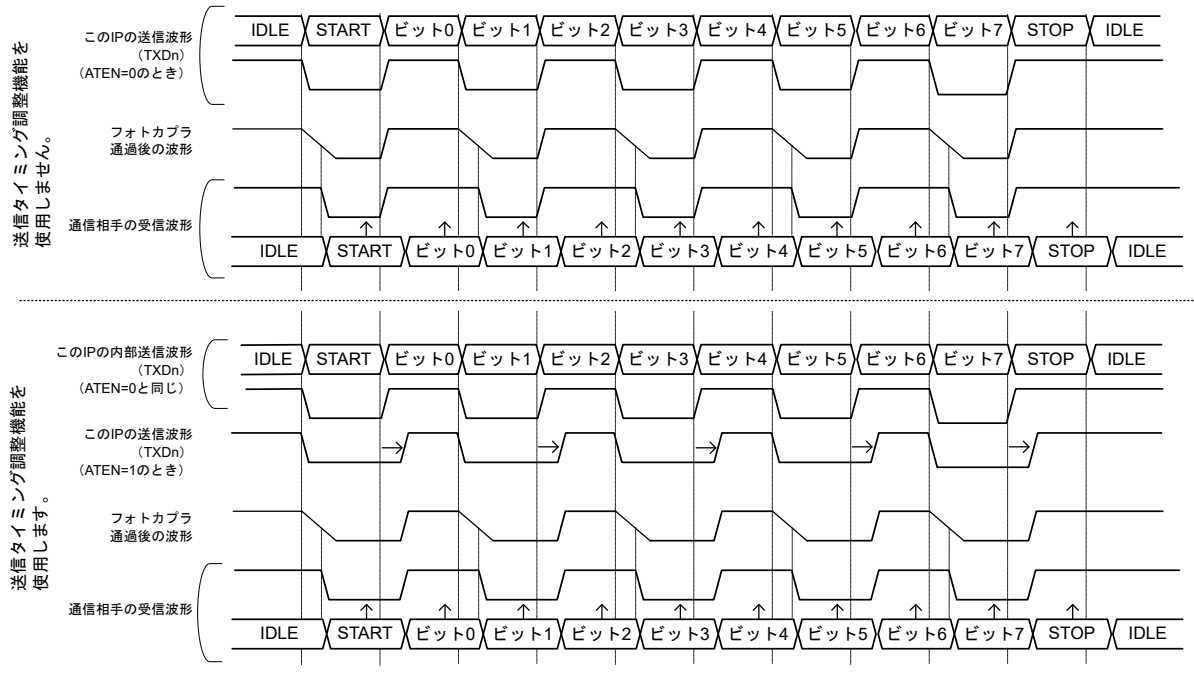 送信タイミング調整機能を
使用しません。
このIPの送信波形
（TXDn）
（ATEN=0のとき）
IDLE START ビット0 ビット1 ビット2 ビット3 ビット4 ビット5 ビット6 ビット7 STOP IDLE
フォトカプラ
通過後の波形
通信相手の受信波形
IDLE START ビット0 ビット1 ビット2 ビット3 ビット4 ビット5 ビット6 ビット7 STOP IDLE
送信タイミング調整機能を
使用します。
このIPの内部送信波形
（TXDn）
（ATEN=0と同じ）
IDLE START ビット0 ビット1 ビット2 ビット3 ビット4 ビット5 ビット6 ビット7 STOP IDLE
このIPの送信波形
（TXDn）
（ATEN=1のとき）
フォトカプラ
通過後の波形
通信相手の受信波形
IDLE START ビット0 ビット1 ビット2 ビット3 ビット4 ビット5 ビット6 ビット7 STOP IDLE